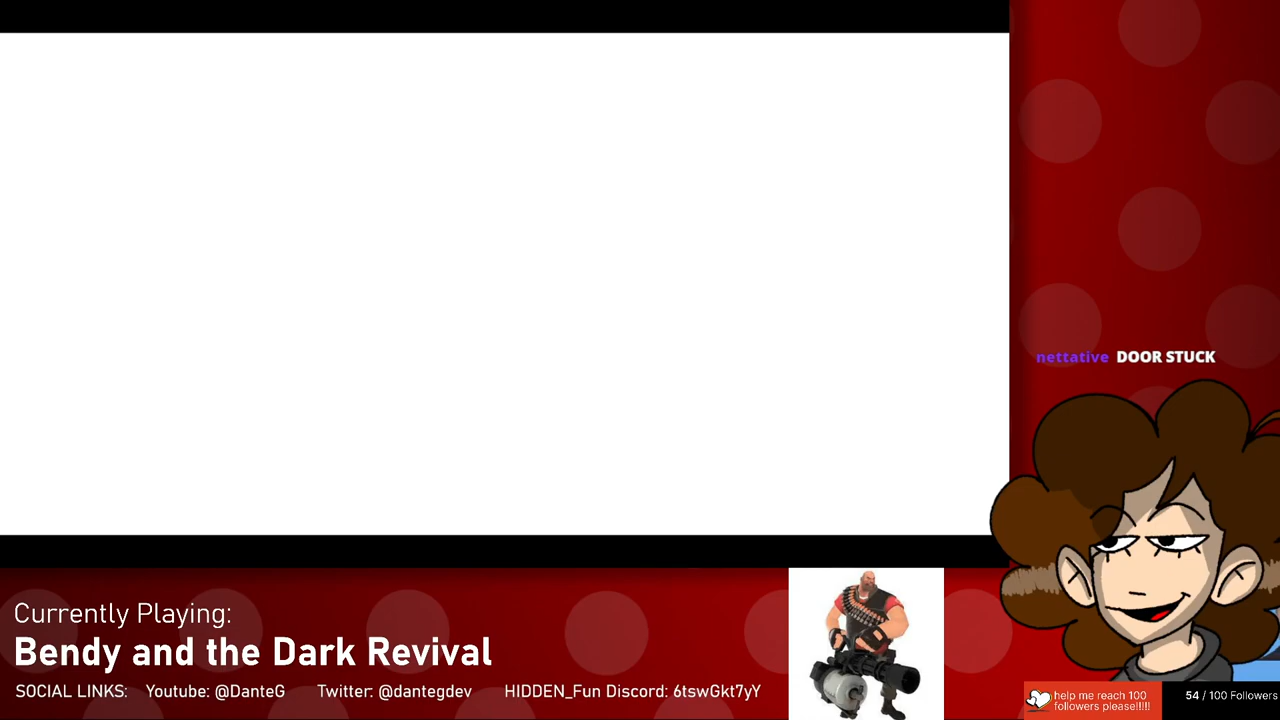 nettative DOOR STUCK
Currently Playing:
Bendy and the Dark Revival
SOCIAL LINKS: Youtube: @DanteG Twitter: @dantegdev HIDDEN_Fun Discord: 6tswGkt7yY
help me reach 100
followers please!!!!!
54 / 100 Followers